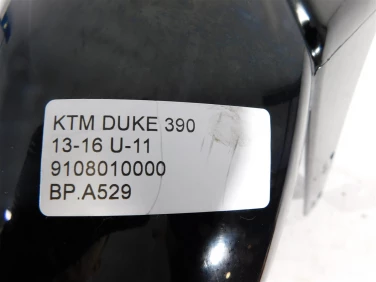 KTM DUKE 390
13-16 U-11
9108010000
BP.A529